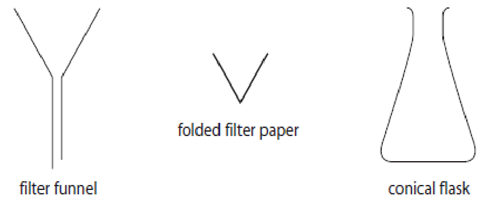 folded filter paper
filter funnel
conical flask